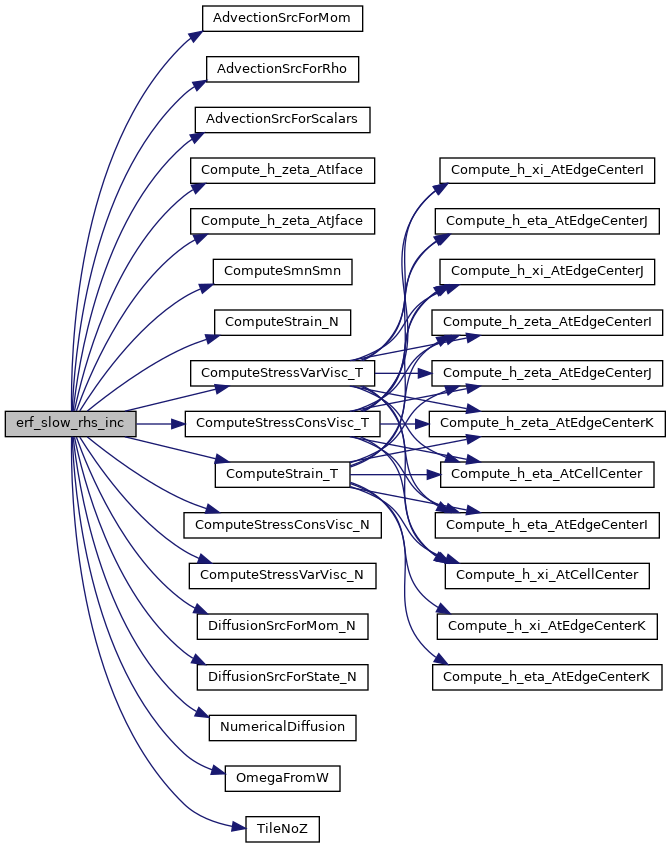 erf_slow_rhs_inc
AdvectionSrcForMom
AdvectionSrcForRho
AdvectionSrcForScalars
Compute_h_zeta_AtIface
Compute_h_zeta_AtJface
ComputeSmnSmn
ComputeStrain_N
ComputeStressVarVisc_T
ComputeStressConsVisc_T
ComputeStrain_T
ComputeStressConsVisc_N
ComputeStressVarVisc_N
DiffusionSrcForMom_N
DiffusionSrcForState_N
NumericalDiffusion
OmegaFromW
TileNoZ
Compute_h_xi_AtEdgeCenterI
Compute_h_eta_AtEdgeCenterJ
Compute_h_xi_AtEdgeCenterJ
Compute_h_zeta_AtEdgeCenterI
Compute_h_zeta_AtEdgeCenterJ
Compute_h_zeta_AtEdgeCenterK
Compute_h_eta_AtCellCenter
Compute_h_eta_AtEdgeCenterI
Compute_h_xi_AtCellCenter
Compute_h_xi_AtEdgeCenterK
Compute_h_eta_AtEdgeCenterK